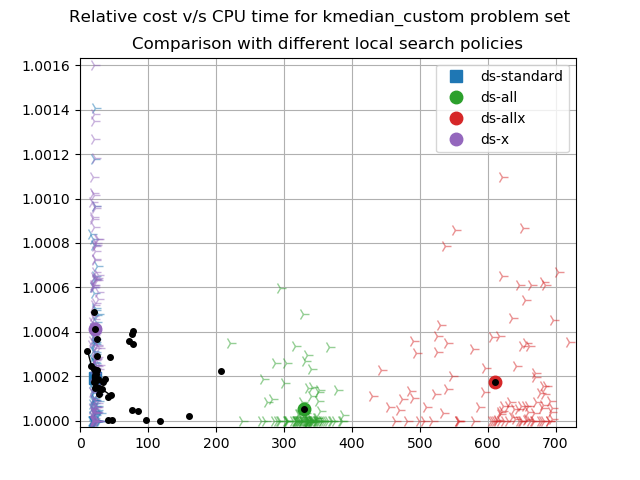 Relative cost v/s CPU time for kmedian_custom problem set
Comparison with different local search policies
1.0016
1.0014
1.0012
1.0010
1.0008
1.0006
1.0004
1.0002
1.0000
ds-standard
ds-all
ds-allx
ds-x
0 100 200 300 400 500 600 700